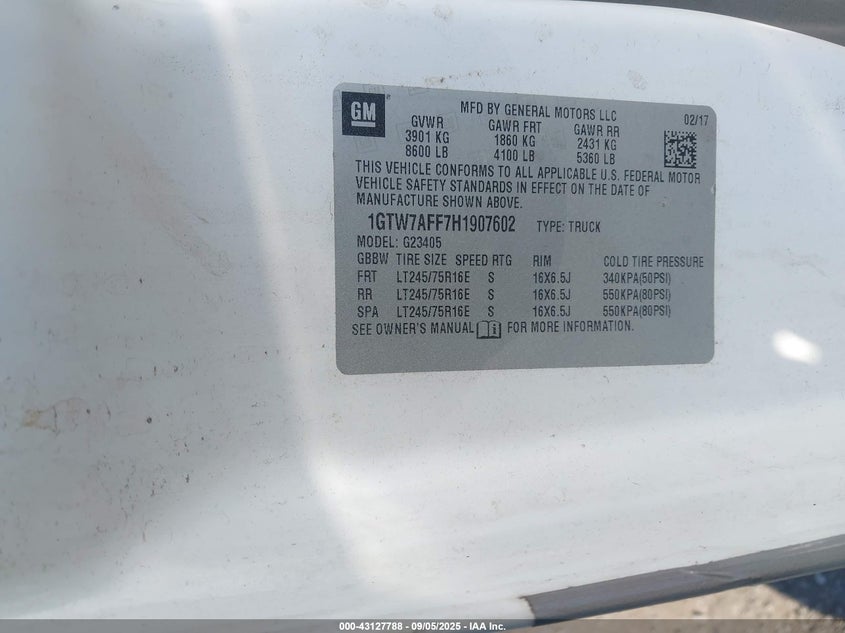 GM
MFD BY GENERAL MOTORS LLC 02/17
GVWR GAWR FRT GAWR RR
3901 KG 1860 KG 2431 KG
8600 LB 4100 LB 5360 LB
THIS VEHICLE CONFORMS TO ALL APPLICABLE U.S. FEDERAL MOTOR
VEHICLE SAFETY STANDARDS IN EFFECT ON THE DATE OF
MANUFACTURE SHOWN ABOVE.
1GTW7AFF7H1907602 TYPE: TRUCK
MODEL: G23405
GBBW TIRE SIZE SPEED RTG RIM COLD TIRE PRESSURE
FRT LT245/75R16E S 16X6.5J 340KPA(50PSI)
RR LT245/75R16E S 16X6.5J 550KPA(80PSI)
SPA LT245/75R16E S 16X6.5J 550KPA(80PSI)
SEE OWNER'S MANUAL FOR MORE INFORMATION.
000-43127788 - 09/05/2025 - IAA Inc.